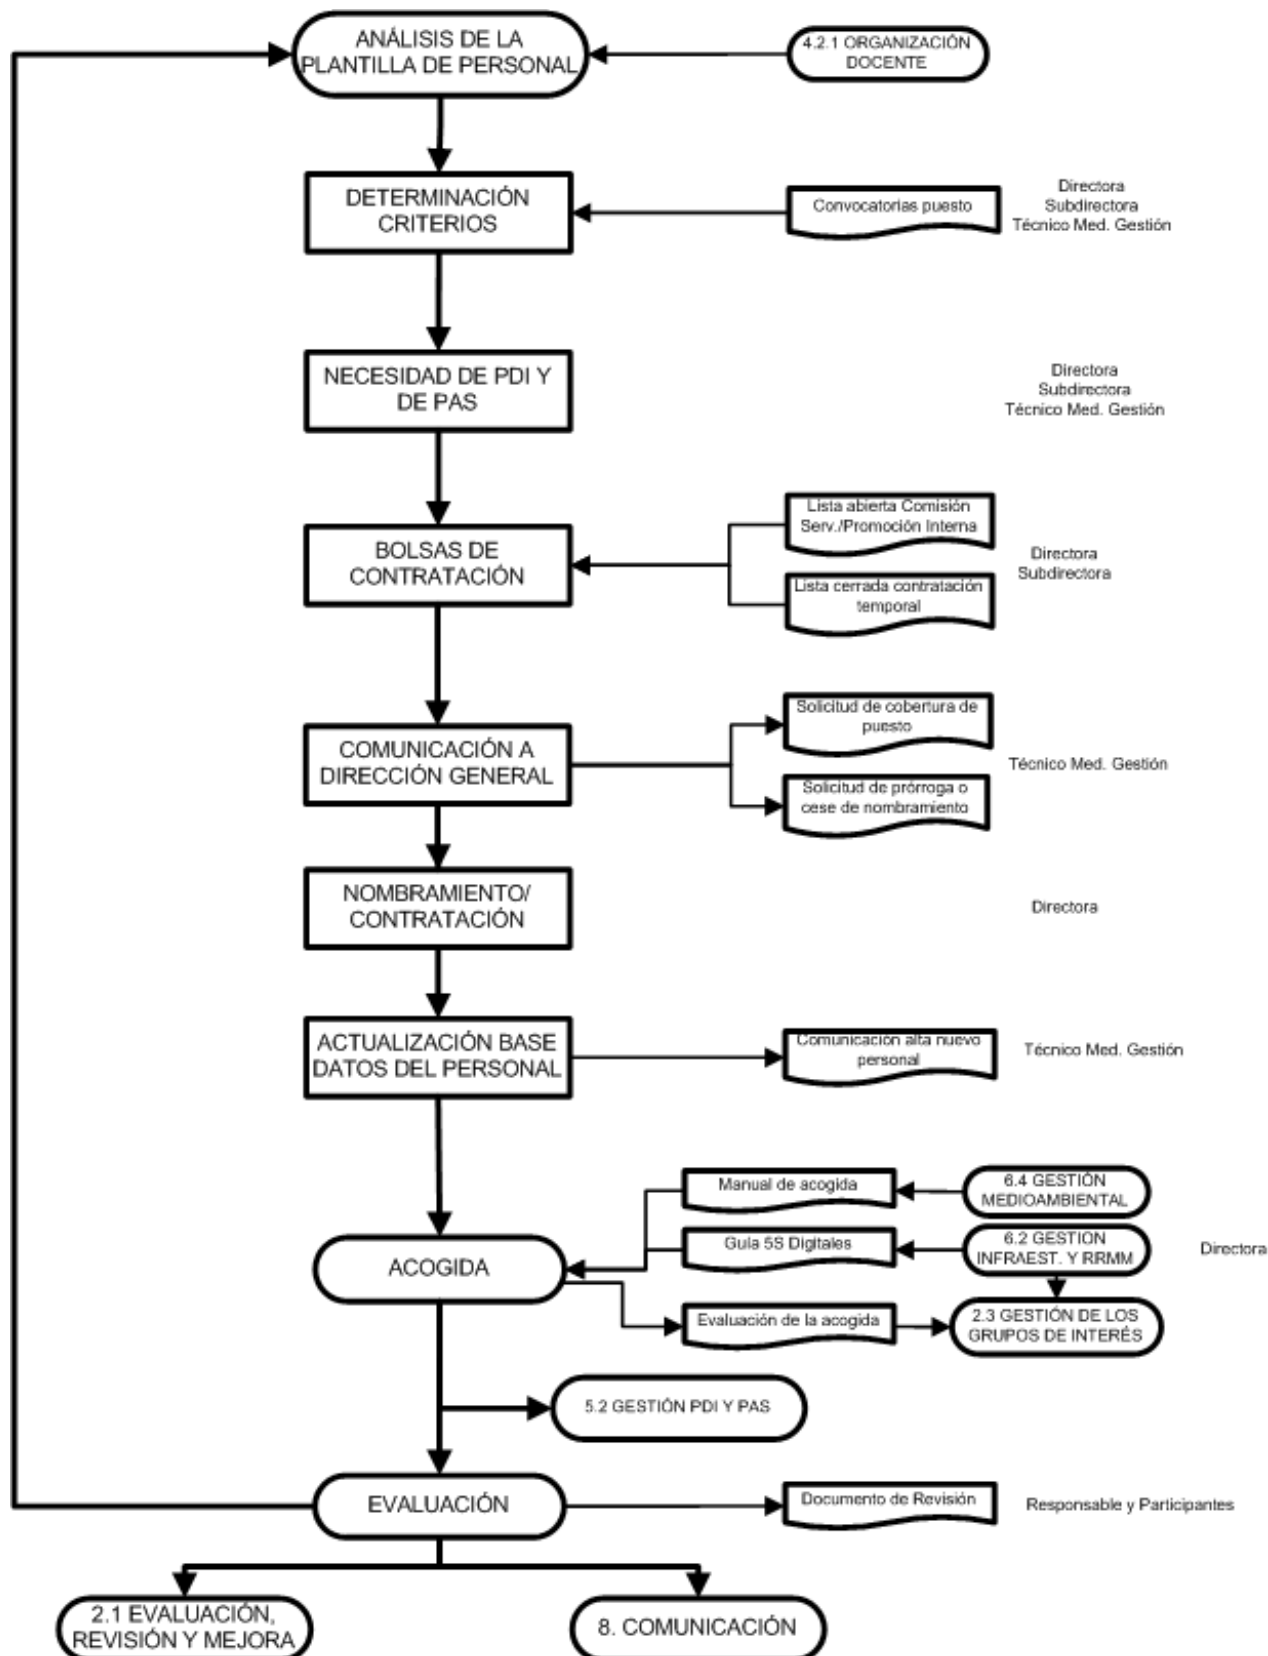 ANÁLISIS DE LA
PLANTILLA DE PERSONAL
4.2.1 ORGANIZACIÓN
DOCENTE
DETERMINACIÓN
CRITERIOS
Convocatorias puesto
Directora
Subdirectora
Técnico Med. Gestión
NECESIDAD DE PDI Y
DE PAS
Directora
Subdirectora
Técnico Med. Gestión
BOLSAS DE
CONTRATACIÓN
Lista abierta Comisión
Serv./Promoción Interna
Lista cerrada contratación
temporal
Directora
Subdirectora
COMUNICACIÓN A
DIRECCIÓN GENERAL
Solicitud de cobertura de
puesto
Solicitud de prórroga o
cese de nombramiento
Técnico Med. Gestión
NOMBRAMIENTO/
CONTRATACIÓN
Directora
ACTUALIZACIÓN BASE
DATOS DEL PERSONAL
Comunicación alta nuevo
personal
Técnico Med. Gestión
ACOGIDA
Manual de acogida
6.4 GESTIÓN
MEDIOAMBIENTAL
Guía 5S Digitales
6.2 GESTION
INFRAEST. Y RRMM
Directora
Evaluación de la acogida
2.3 GESTIÓN DE LOS
GRUPOS DE INTERÉS
5.2 GESTIÓN PDI Y PAS
EVALUACIÓN
Documento de Revisión
Responsable y Participantes
2.1 EVALUACIÓN,
REVISIÓN Y MEJORA
8. COMUNICACIÓN